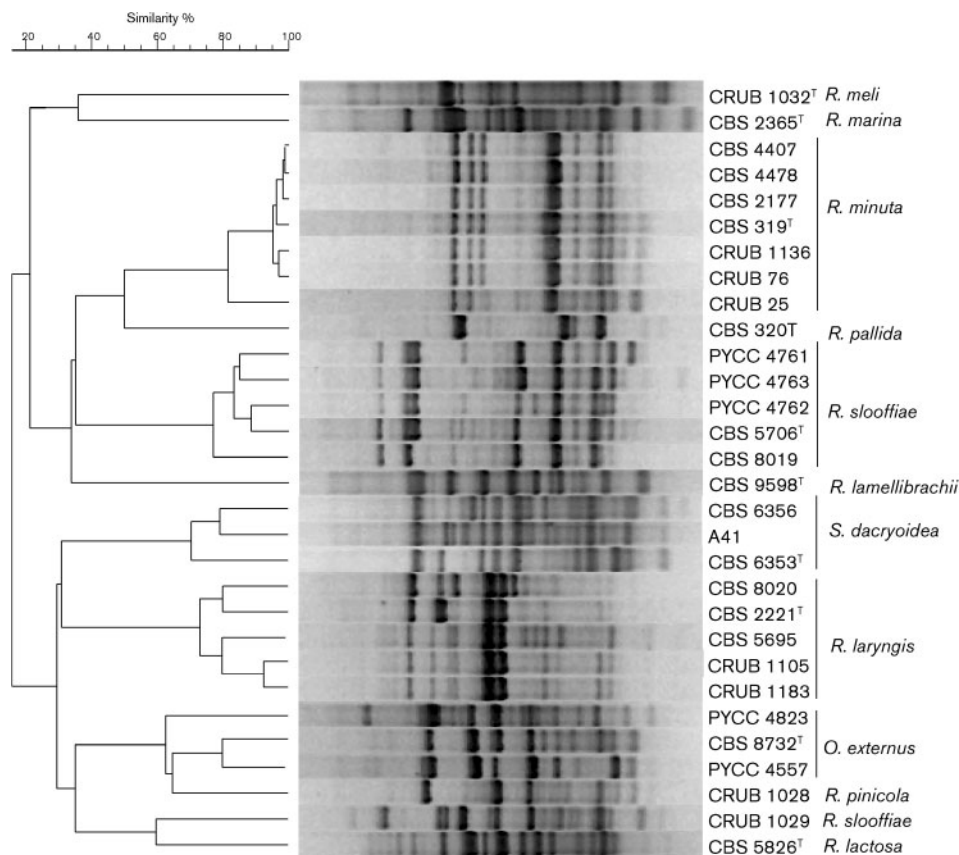 Similarity %
20 40 60 80 100
CRUB 1032ᵀ R. meli
CBS 2365ᵀ R. marina
CBS 4407
CBS 4478
CBS 2177
R. minuta
CBS 319ᵀ
CRUB 1136
CRUB 76
CRUB 25
CBS 320T R. pallida
PYCC 4761
PYCC 4763
PYCC 4762 R. slooffiae
CBS 5706ᵀ
CBS 8019
CBS 9598ᵀ R. lamellibrachii
CBS 6356
A41 S. dacryoidea
CBS 6353ᵀ
CBS 8020
CBS 2221ᵀ
CBS 5695 R. laryngis
CRUB 1105
CRUB 1183
PYCC 4823
CBS 8732ᵀ O. externus
PYCC 4557
CRUB 1028 R. pinicola
CRUB 1029 R. slooffiae
CBS 5826ᵀ R. lactosa